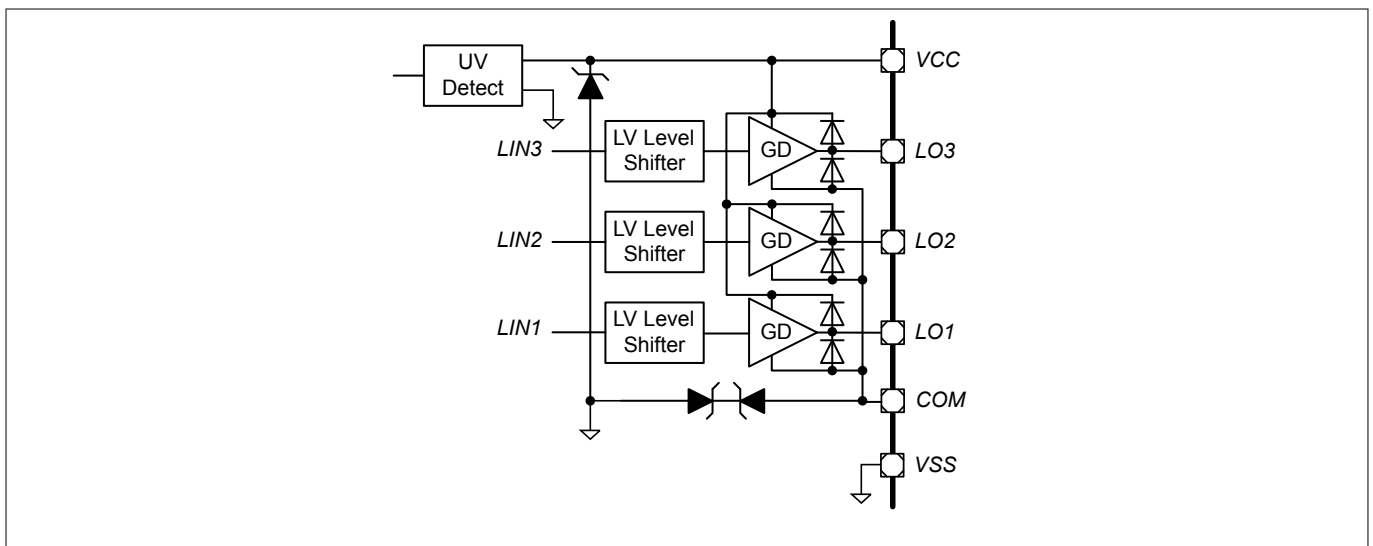 UV
Detect
VCC
LIN3
LV Level
Shifter
GD
LO3
LIN2
LV Level
Shifter
GD
LO2
LIN1
LV Level
Shifter
GD
LO1
COM
VSS